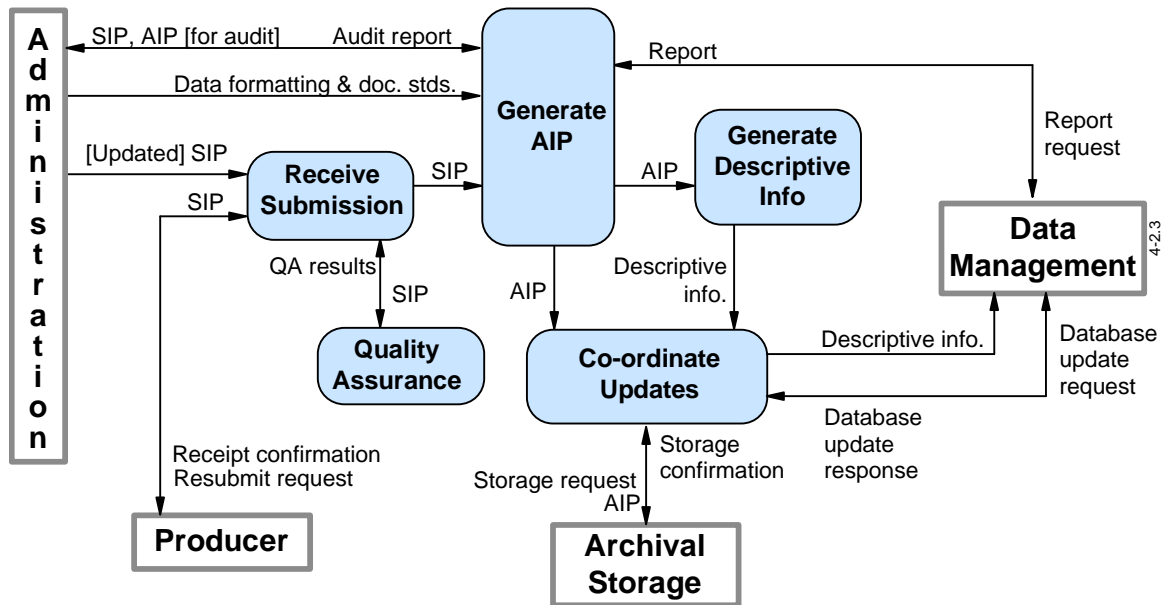 Administration
SIP, AIP [for audit]
Audit report
Data formatting & doc. stds.
[Updated] SIP
SIP
Receive
Submission
SIP
Generate
AIP
Report
AIP
Generate
Descriptive
Info
Report
request
Data
Management
4-2.3
QA results
SIP
Quality
Assurance
AIP
Descriptive
info.
Co-ordinate
Updates
Descriptive info.
Database
update
request
Database
update
response
Receipt confirmation
Resubmit request
Producer
Storage
confirmation
Storage request
AIP
Archival
Storage